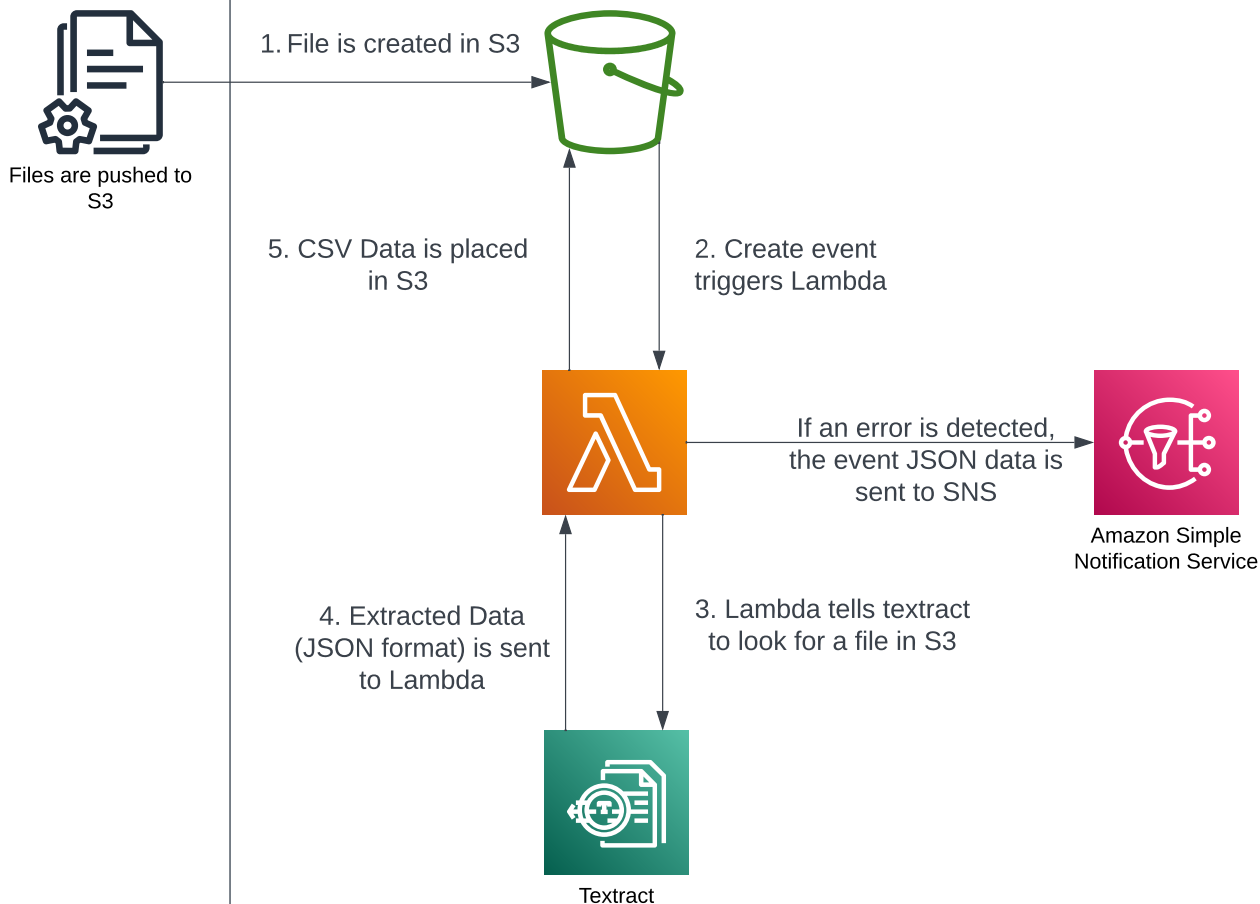 1. File is created in S3
Files are pushed to
S3
5. CSV Data is placed
in S3
2. Create event
triggers Lambda
If an error is detected,
the event JSON data is
sent to SNS
Amazon Simple
Notification Service
4. Extracted Data
(JSON format) is sent
to Lambda
3. Lambda tells textract
to look for a file in S3
Textract